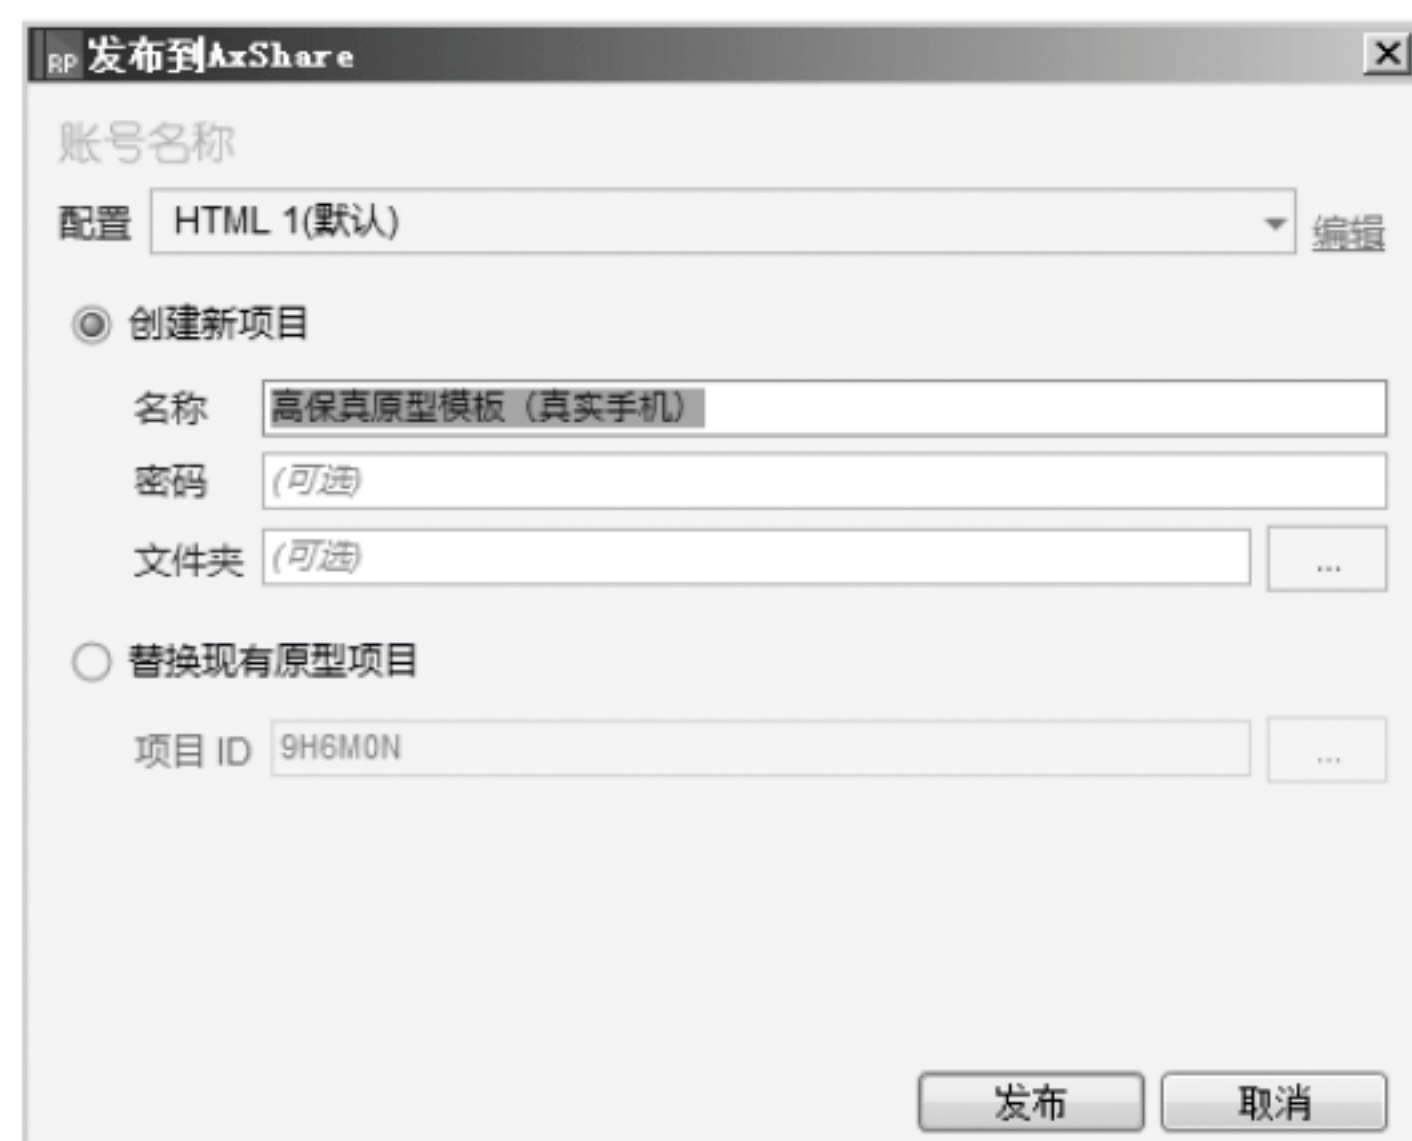 RP 发布到AxShare
账号名称
配置 HTML 1(默认) 编辑
创建新项目
名称 高保真原型模板（真实手机）
密码 (可选)
文件夹 (可选) ...
替换现有原型项目
项目 ID 9H6M0N ...
发布 取消